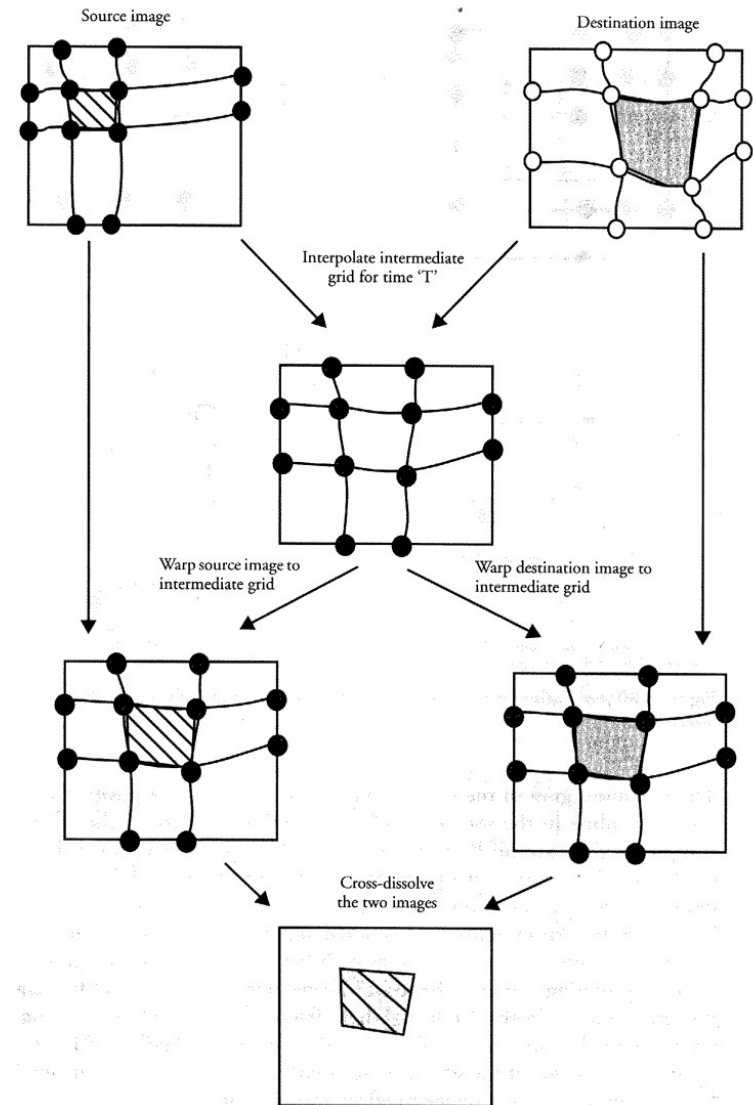 Source image
Destination image
Interpolate intermediate
grid for time ‘T’
Warp source image to
intermediate grid
Warp destination image to
intermediate grid
Cross-dissolve
the two images